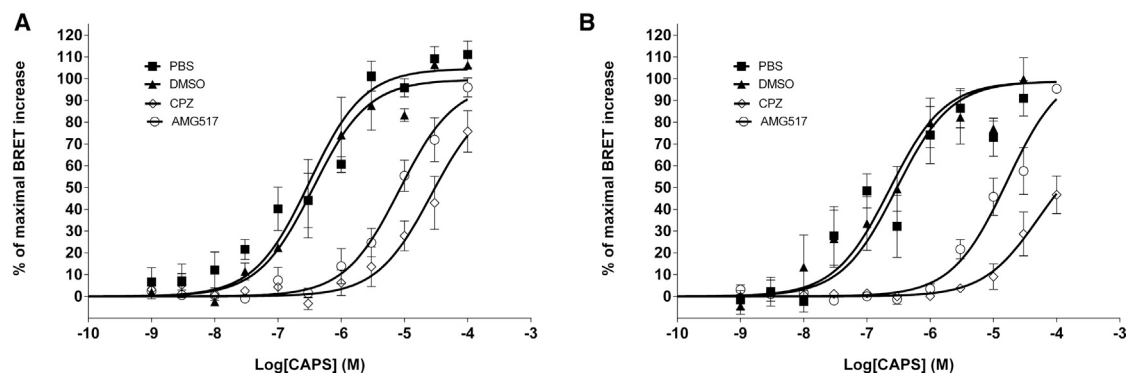 A
% of maximal BRET increase
120
110
100
90
80
70
60
50
40
30
20
10
0
PBS
DMSO
CPZ
AMG517
-10 -9 -8 -7 -6 -5 -4 -3
Log[CAPS] (M)
B
% of maximal BRET increase
120
110
100
90
80
70
60
50
40
30
20
10
0
PBS
DMSO
CPZ
AMG517
-10 -9 -8 -7 -6 -5 -4 -3
Log[CAPS] (M)